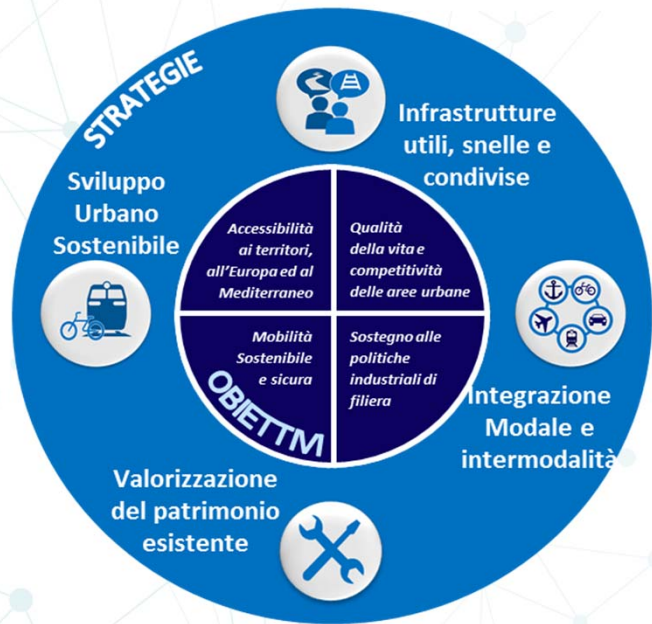 STRATEGIE
Infrastrutture
utili, snelle e
condivise
Sviluppo
Urbano
Sostenibile
Accessibilità
ai territori,
all'Europa ed al
Mediterraneo
Qualità
della vita e
competitività
delle aree urbane
Mobilità
Sostenibile
e sicura
Sostegno alle
politiche
industriali di
filiera
OBIETTM
Integrazione
Modale e
intermodalità
Valorizzazione
del patrimonio
esistente